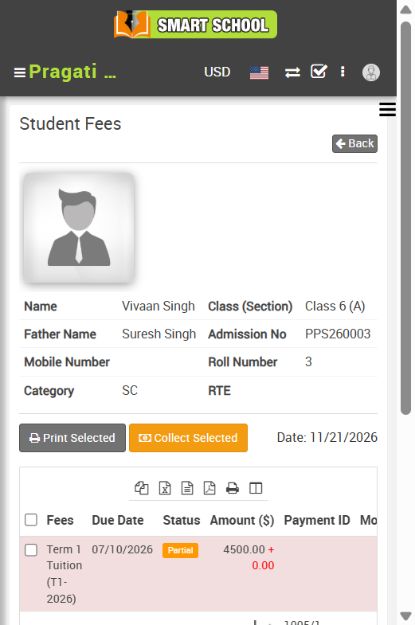 SMART SCHOOL
Pragati ...
USD
Student Fees
Back
Name Vivaan Singh Class (Section) Class 6 (A)
Father Name Suresh Singh Admission No PPS260003
Mobile Number Roll Number 3
Category SC RTE
Print Selected Collect Selected Date: 11/21/2026
Fees Due Date Status Amount ($) Payment ID Mo
Term 1 07/10/2026 Partial 4500.00 +
Tuition 0.00
(T1-
2026)